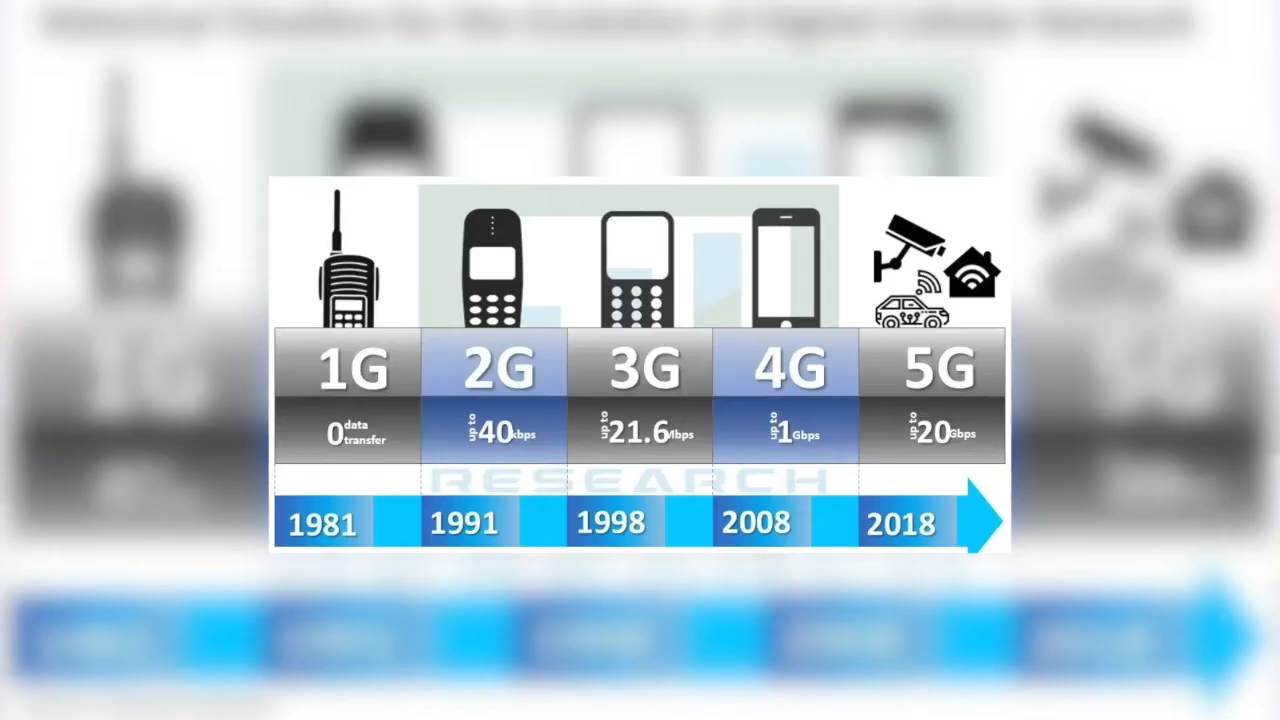 1G 2G 3G 4G 5G
0 data transfer up to 40 kbps up to 21.6 Mbps up to 1 Gbps up to 20 Gbps
RESEARCH
1981 1991 1998 2008 2018